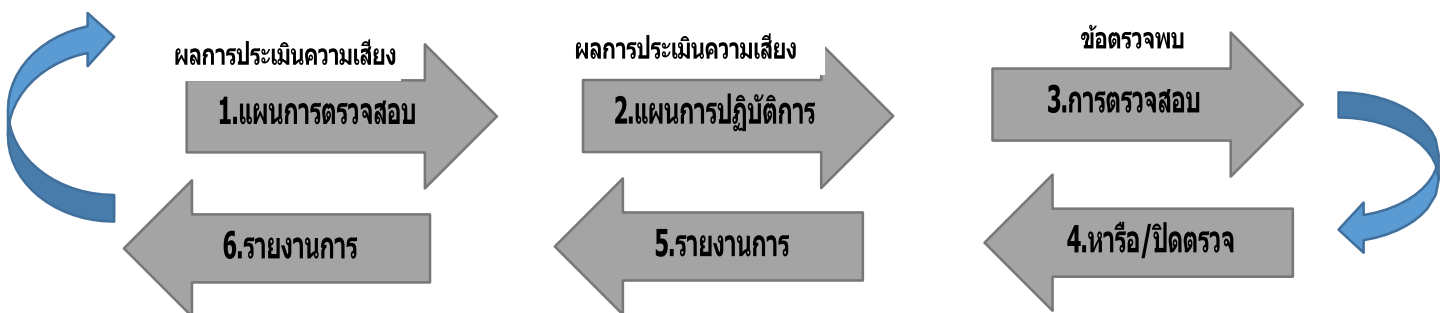 ผลการประเมินความเสี่ยง
1.แผนการตรวจสอบ
ผลการประเมินความเสี่ยง
2.แผนการปฏิบัติการ
ข้อตรวจพบ
3.การตรวจสอบ
4.หารือ/ปิดตรวจ
5.รายงานการ
6.รายงานการ